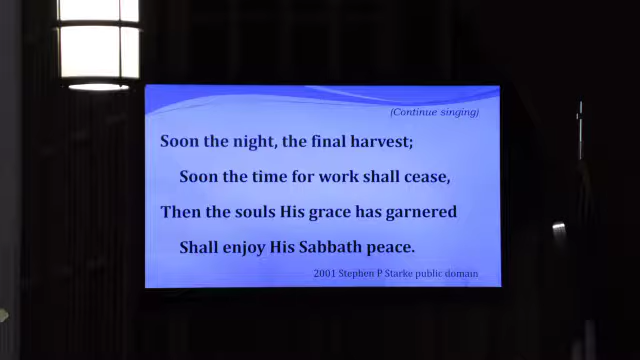 (Continue singing)
Soon the night, the final harvest;
Soon the time for work shall cease,
Then the souls His grace has garnered
Shall enjoy His Sabbath peace.
2001 Stephen P Starke public domain